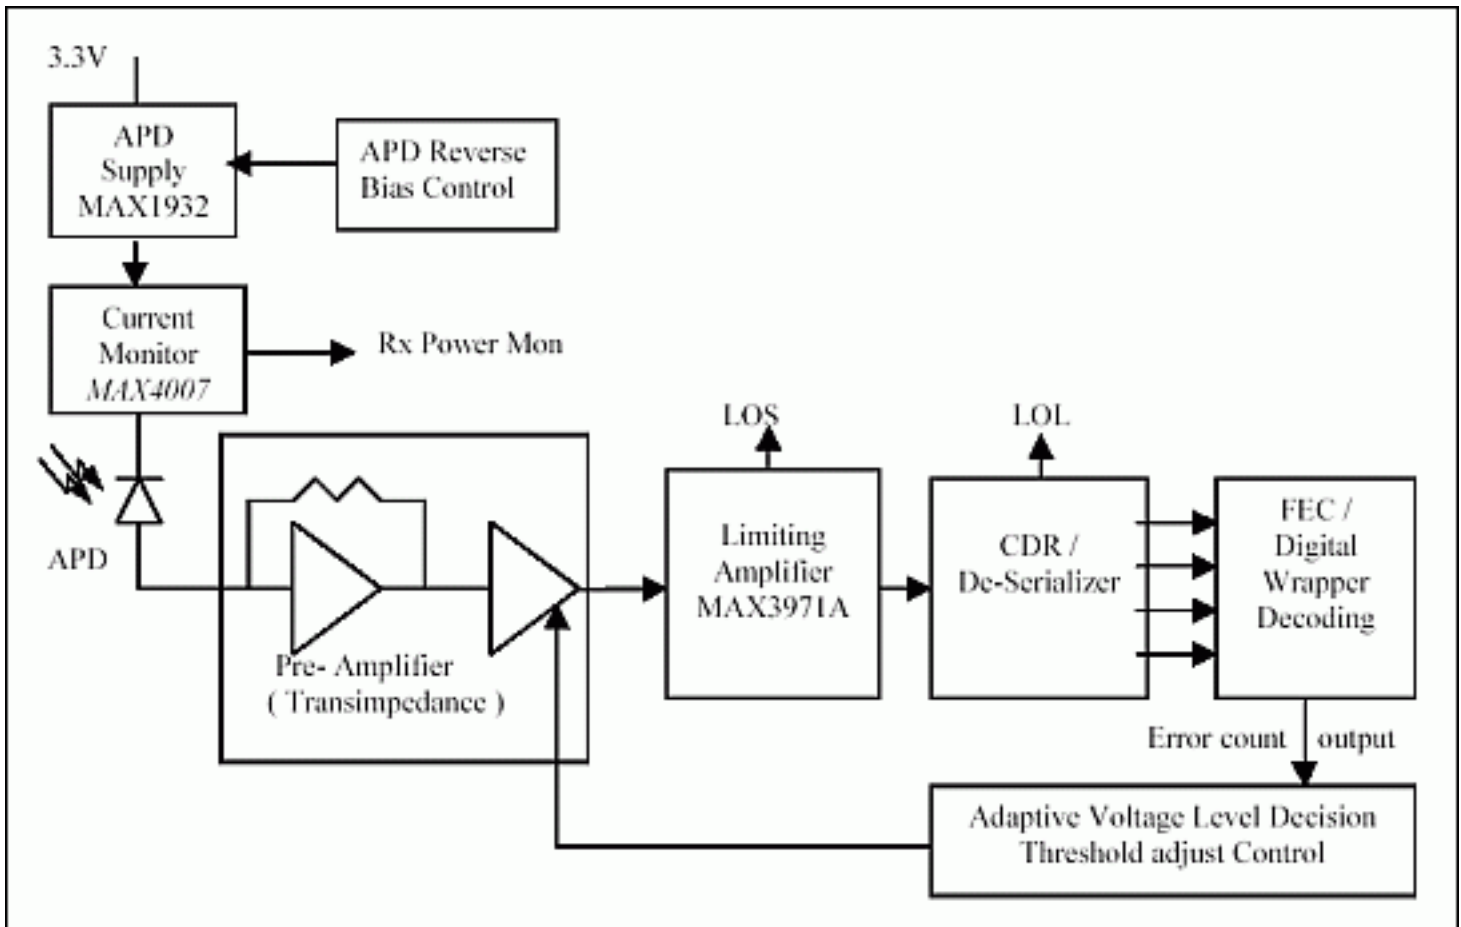 3.3V
APD
Supply
MAX1932
APD Reverse
Bias Control
Current
Monitor
MAX4007
Rx Power Mon
APD
Pre- Amplifier
( Transimpedance )
LOS
Limiting
Amplifier
MAX3971A
LOL
CDR /
De-Serializer
FEC /
Digital
Wrapper
Decoding
Error count output
Adaptive Voltage Level Decision
Threshold adjust Control